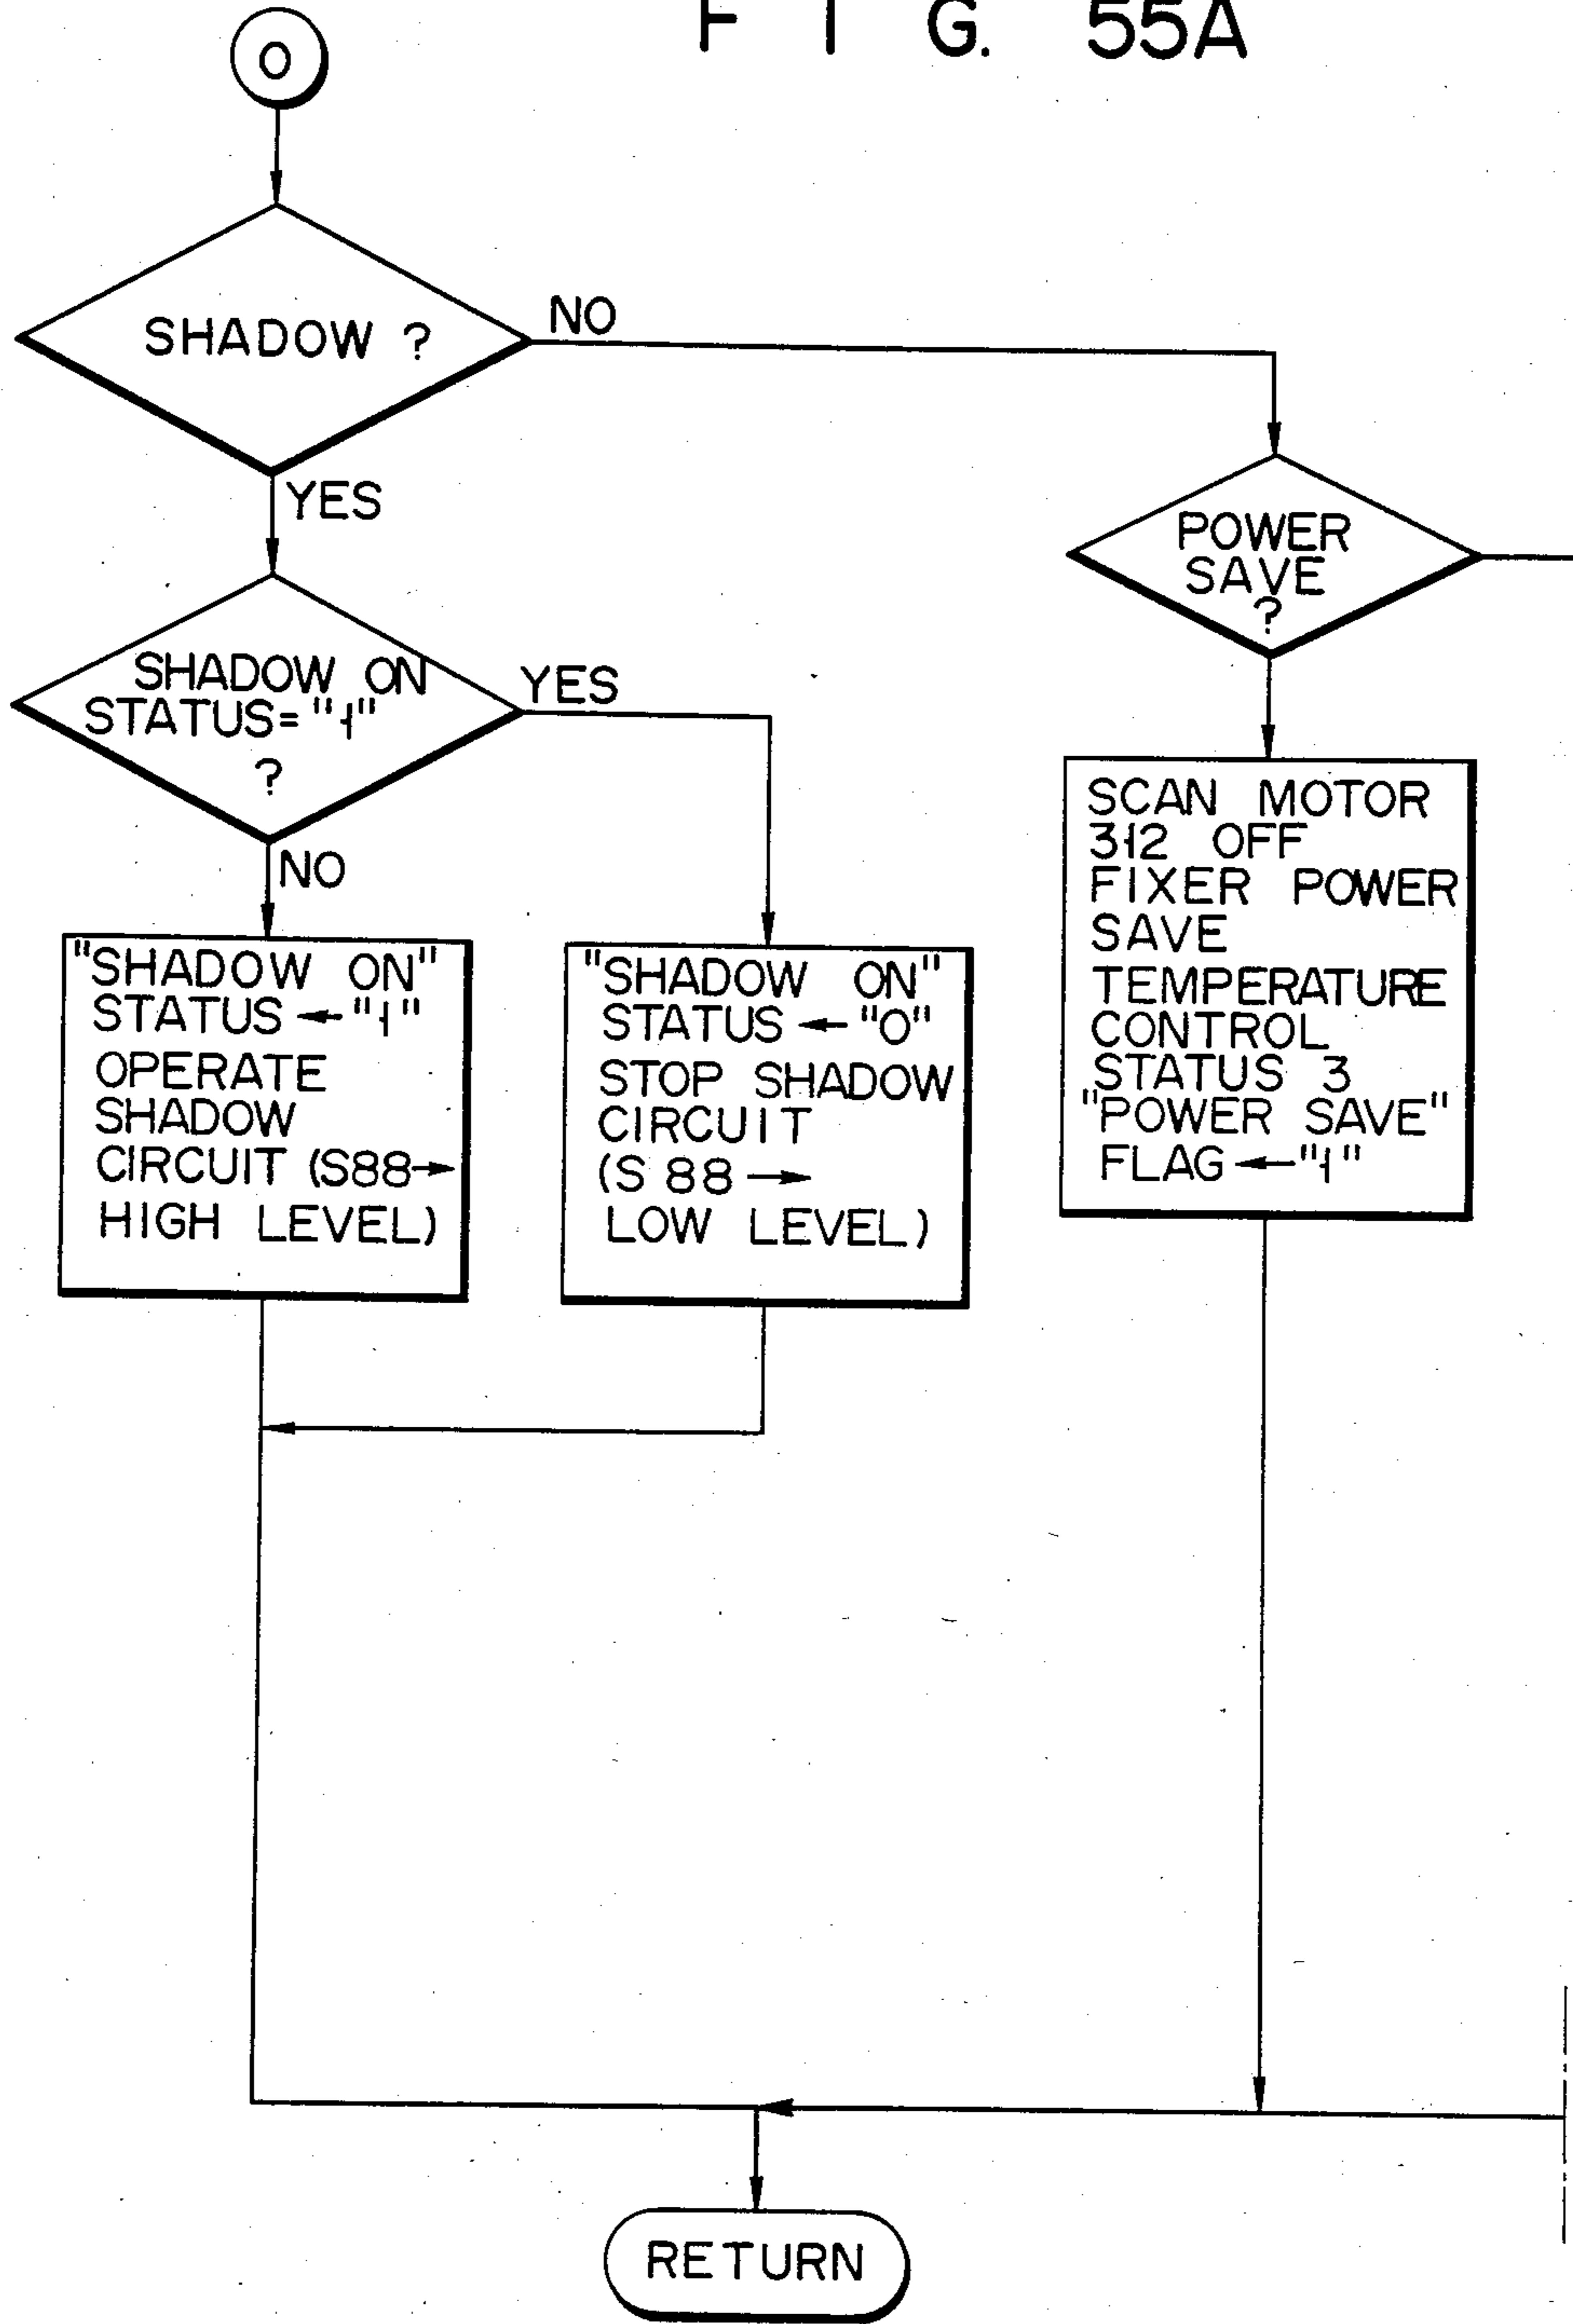 F I G. 55A
O
SHADOW ?
NO
YES
POWER
SAVE
?
SHADOW ON
STATUS="1"
?
YES
NO
"SHADOW ON"
STATUS ← "1"
OPERATE
SHADOW
CIRCUIT (S88→
HIGH LEVEL)
"SHADOW ON"
STATUS ← "0"
STOP SHADOW
CIRCUIT
(S 88 →
LOW LEVEL)
SCAN MOTOR
312 OFF
FIXER POWER
SAVE
TEMPERATURE
CONTROL
STATUS 3
"POWER SAVE"
FLAG ← "1"
RETURN